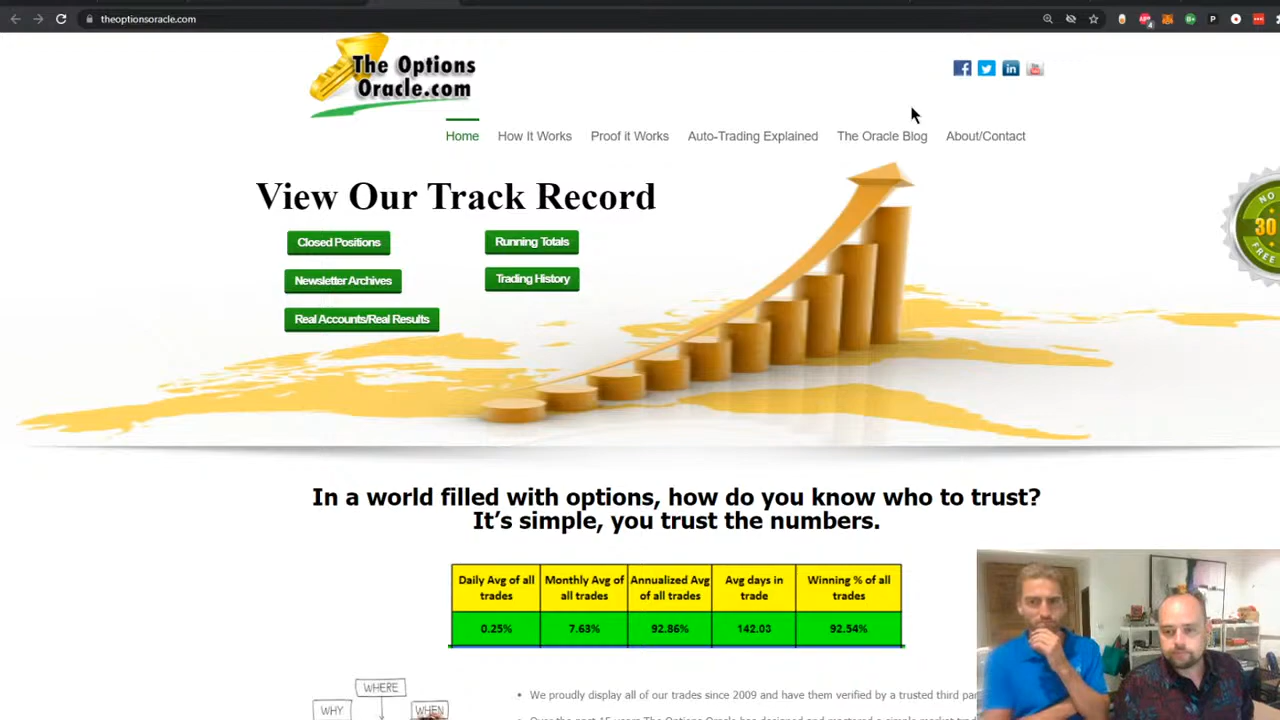 theoptionsoracle.com
The Options
Oracle.com
Home How It Works Proof it Works Auto-Trading Explained The Oracle Blog About/Contact
View Our Track Record
Closed Positions Running Totals
Newsletter Archives Trading History
Real Accounts/Real Results
NO
30
FREE
In a world filled with options, how do you know who to trust?
It's simple, you trust the numbers.
Daily Avg of all trades Monthly Avg of all trades Annualized Avg of all trades Avg days in trade Winning % of all trades
0.25% 7.63% 92.86% 142.03 92.54%
WHERE
WHY WHEN
• We proudly display all of our trades since 2009 and have them verified by a trusted third